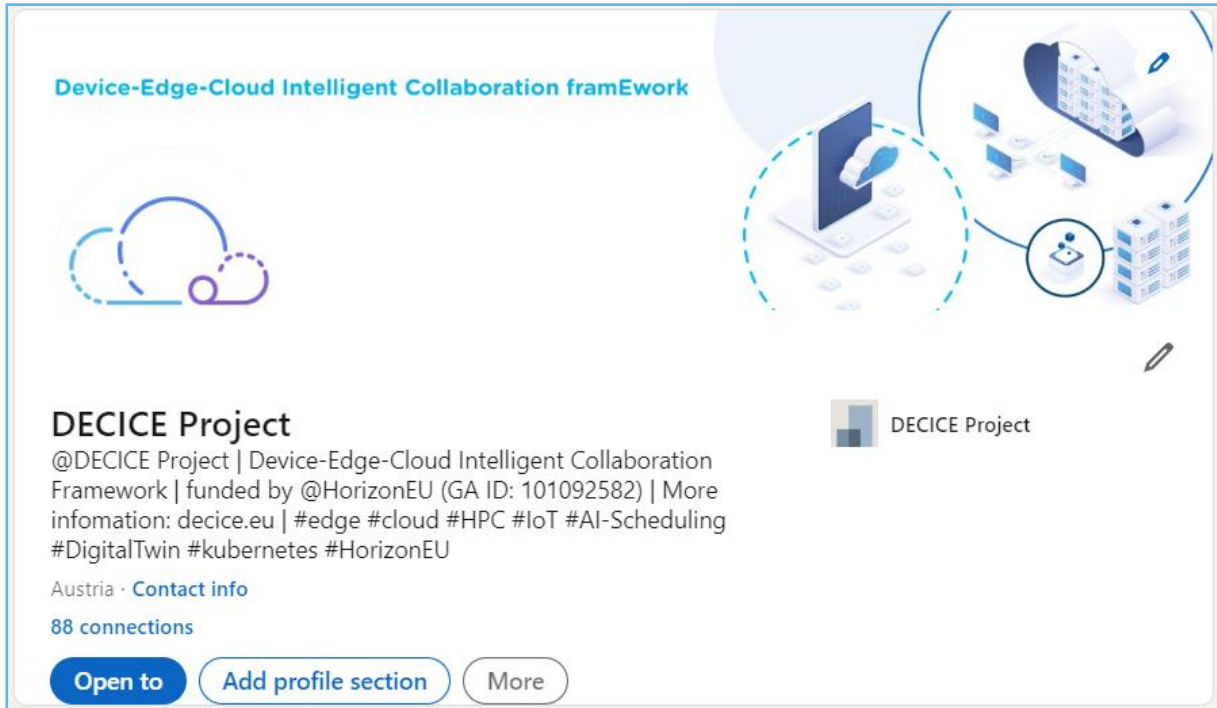 Device-Edge-Cloud Intelligent Collaboration framEwork
DECICE Project
@DECICE Project | Device-Edge-Cloud Intelligent Collaboration
Framework | funded by @HorizonEU (GA ID: 101092582) | More
infomation: decice.eu | #edge #cloud #HPC #IoT #AI-Scheduling
#DigitalTwin #kubernetes #HorizonEU
Austria · Contact info
88 connections
Open to
Add profile section
More
DECICE Project